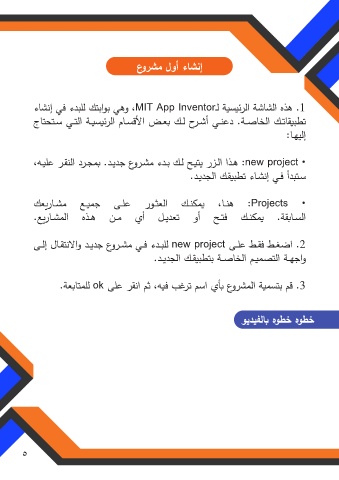 إنشاء أول مشروع
1. هذه الشاشة الرئيسية لـMIT App Inventor، وهي بوابتك للبدء في إنشاء
تطبيقاتك الخاصة. دعني أشرح لك بعض الأقسام الرئيسية التي ستحتاج
إليها:
• new project: هذا الزر يتيح لك بدء مشروع جديد. بمجرد النقر عليه،
ستبدأ في إنشاء تطبيقك الجديد.
• Projects: هنا، يمكنك العثور على جميع مشاريعك
السابقة. يمكنك فتح أو تعديل أي من هذه المشاريع.
2. اضغط فقط على new project للبدء في مشروع جديد والانتقال إلى
واجهة التصميم الخاصة بتطبيقك الجديد.
3. قم بتسمية المشروع بأي اسم ترغب فيه، ثم انقر على ok للمتابعة.
خطوه خطوه بالفيديو
٥